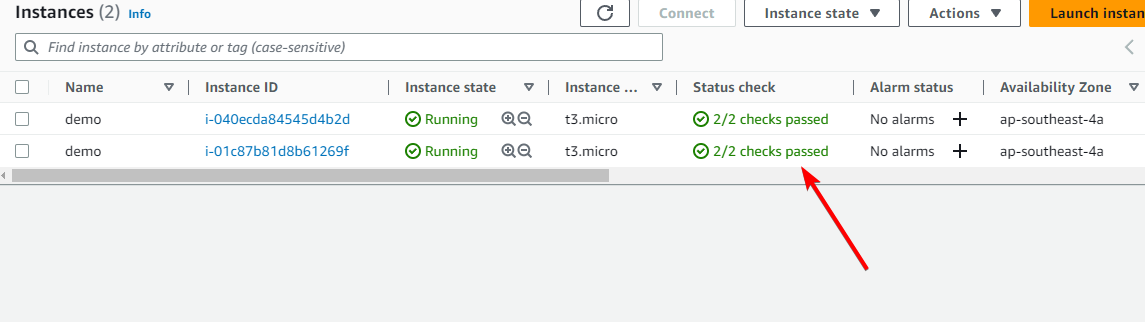 Instances (2) Info Connect Instance state Actions Launch instan
Find instance by attribute or tag (case-sensitive)
Name Instance ID Instance state Instance ... Status check Alarm status Availability Zone
demo i-040ecda84545d4b2d Running t3.micro 2/2 checks passed No alarms + ap-southeast-4a
demo i-01c87b81d8b61269f Running t3.micro 2/2 checks passed No alarms + ap-southeast-4a